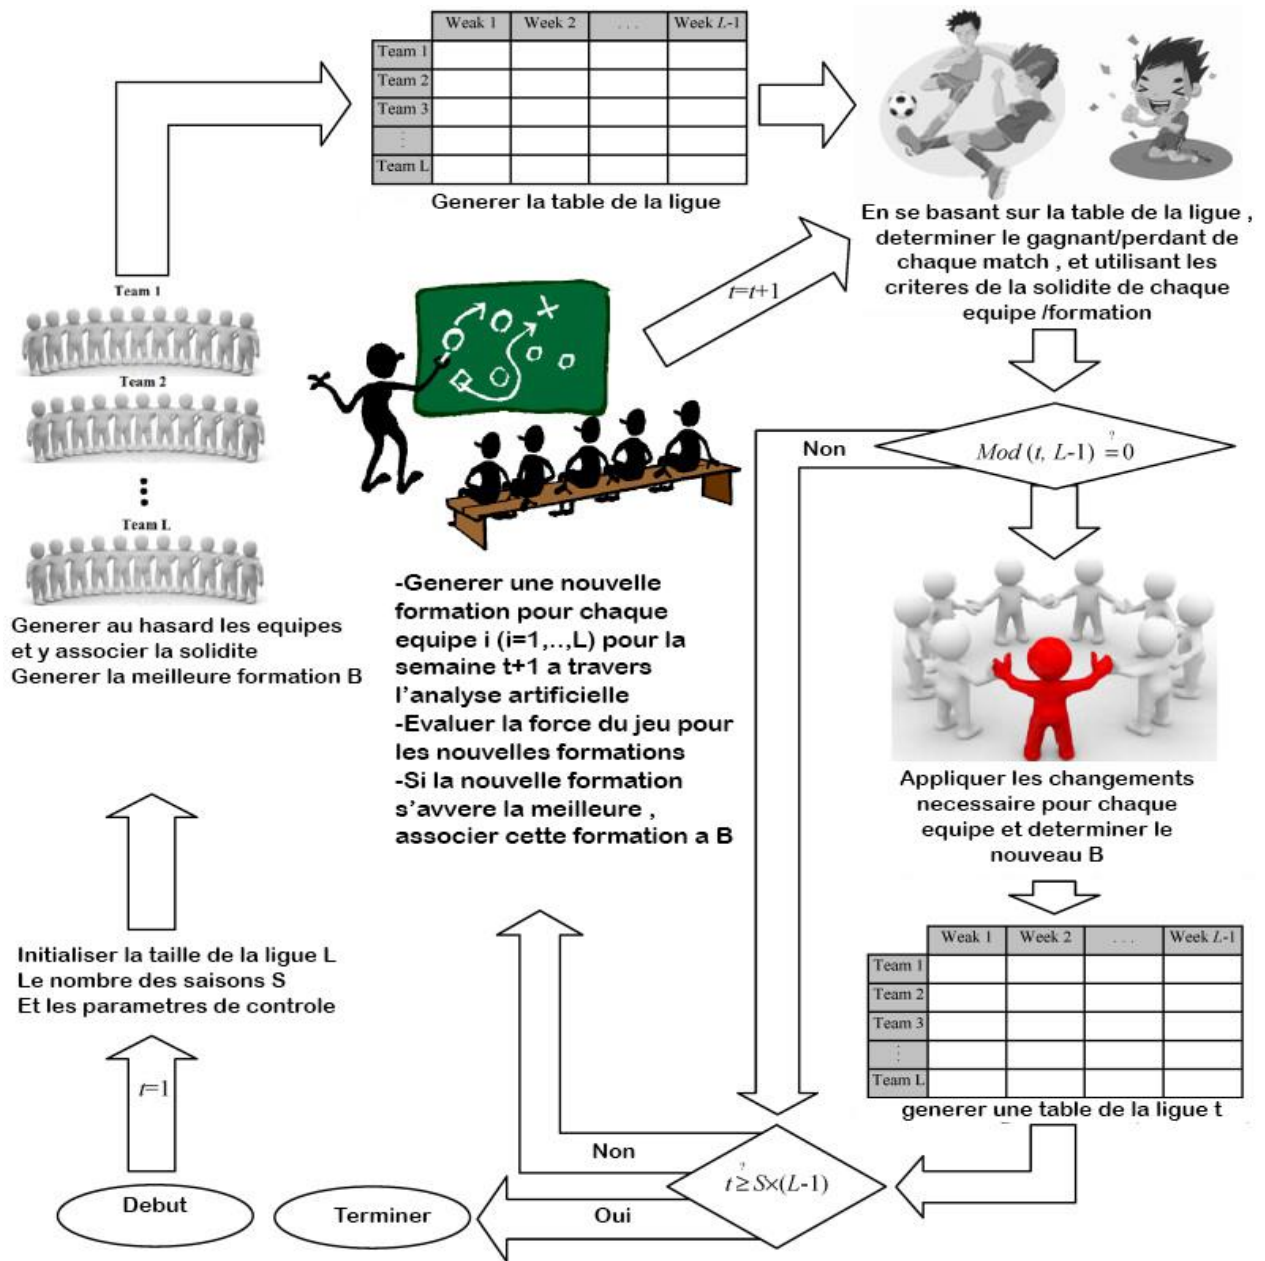 Weak 1 Week 2 . . . Week L-1
Team 1
Team 2
Team 3
⋮
Team L
Generer la table de la ligue
En se basant sur la table de la ligue ,
determiner le gagnant/perdant de
chaque match , et utilisant les
criteres de la solidite de chaque
equipe /formation
t=t+1
Team 1
Team 2
⋮
Team L
Generer au hasard les equipes
et y associer la solidite
Generer la meilleure formation B
Non
Mod (t, L-1) =? 0
-Generer une nouvelle
formation pour chaque
equipe i (i=1,..,L) pour la
semaine t+1 a travers
l'analyse artificielle
-Evaluer la force du jeu pour
les nouvelles formations
-Si la nouvelle formation
s'avvere la meilleure ,
associer cette formation a B
Appliquer les changements
necessaire pour chaque
equipe et determiner le
nouveau B
Initialiser la taille de la ligue L
Le nombre des saisons S
Et les parametres de controle
Weak 1 Week 2 . . . Week L-1
Team 1
Team 2
Team 3
⋮
Team L
generer une table de la ligue t
t=1
Non
t ≥? S×(L-1)
Oui
Debut
Terminer